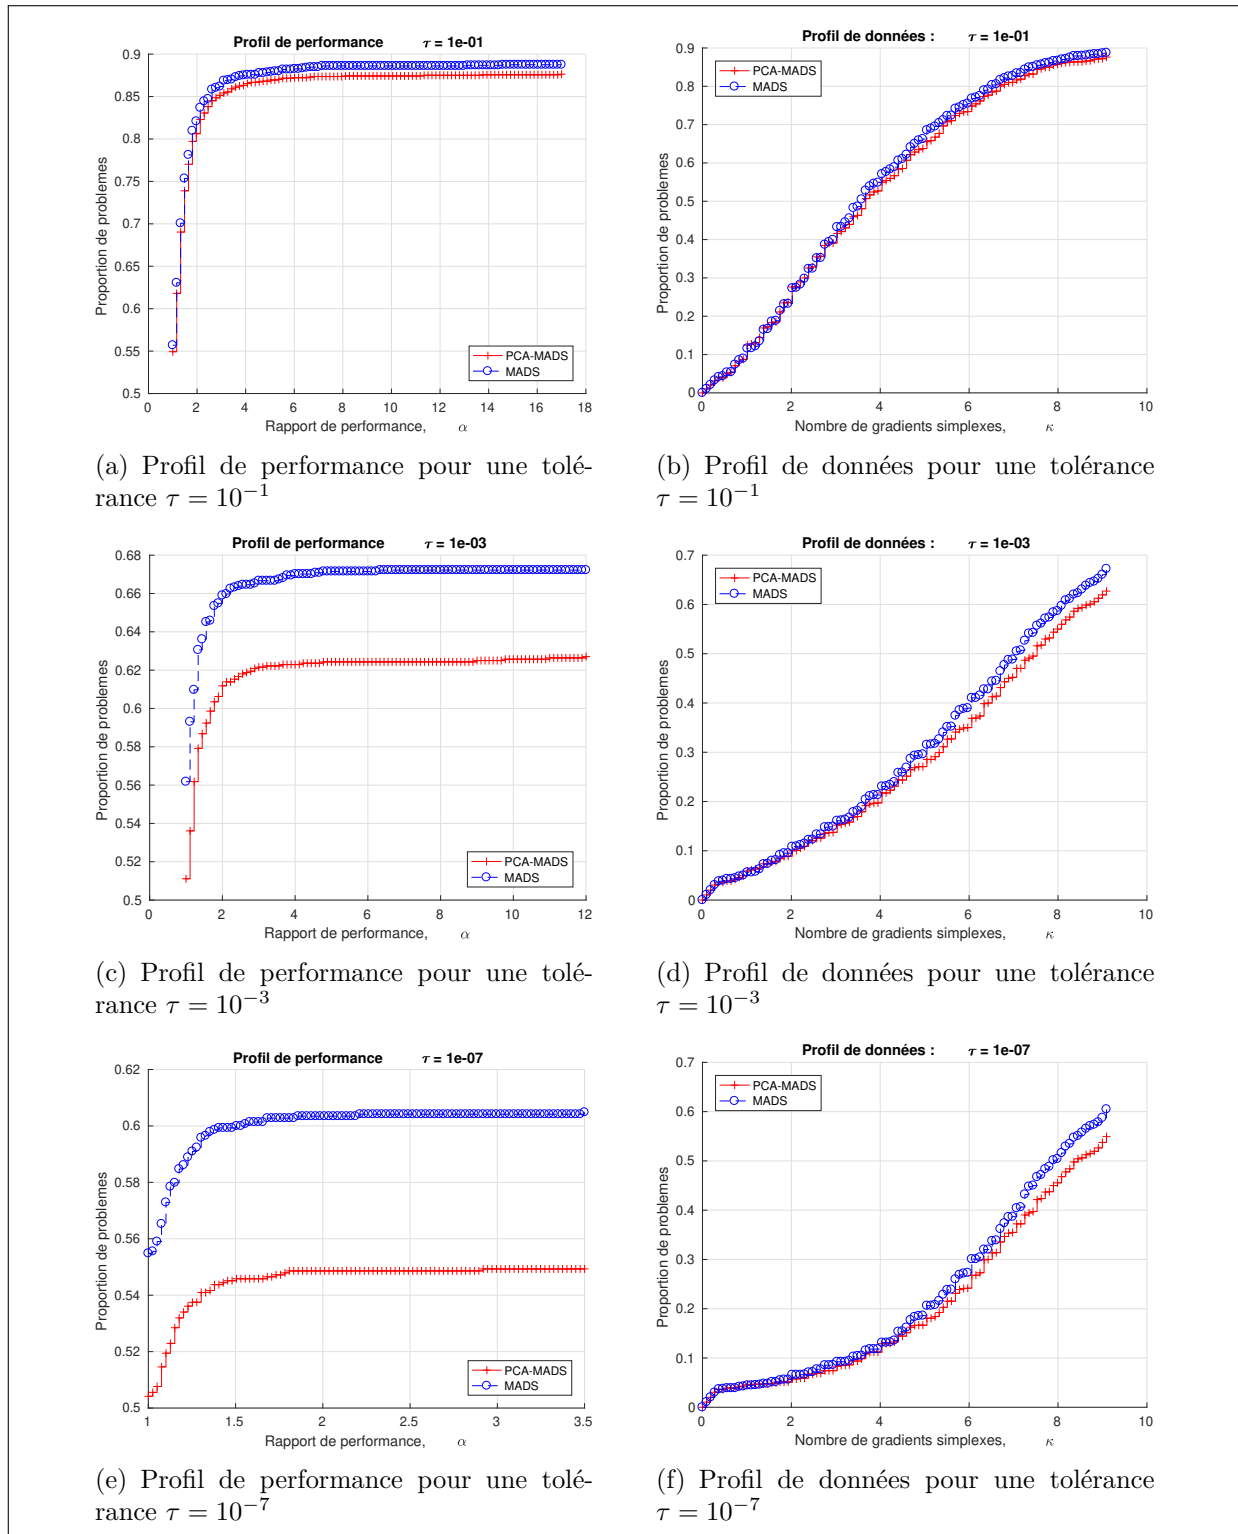 Profil de performance τ = 1e-01
Proportion de problemes
0.9
0.85
0.8
0.75
0.7
0.65
0.6
0.55
0.5
PCA-MADS
MADS
0 2 4 6 8 10 12 14 16 18
Rapport de performance, α
(a) Profil de performance pour une tolé-
rance τ = 10⁻¹
Profil de données : τ = 1e-01
Proportion de problemes
0.9
0.8
0.7
0.6
0.5
0.4
0.3
0.2
0.1
0
PCA-MADS
MADS
0 2 4 6 8 10
Nombre de gradients simplexes, κ
(b) Profil de données pour une tolérance
τ = 10⁻¹
Profil de performance τ = 1e-03
Proportion de problemes
0.68
0.66
0.64
0.62
0.6
0.58
0.56
0.54
0.52
0.5
PCA-MADS
MADS
0 2 4 6 8 10 12
Rapport de performance, α
(c) Profil de performance pour une tolé-
rance τ = 10⁻³
Profil de données : τ = 1e-03
Proportion de problemes
0.7
0.6
0.5
0.4
0.3
0.2
0.1
0
PCA-MADS
MADS
0 2 4 6 8 10
Nombre de gradients simplexes, κ
(d) Profil de données pour une tolérance
τ = 10⁻³
Profil de performance τ = 1e-07
Proportion de problemes
0.62
0.6
0.58
0.56
0.54
0.52
0.5
PCA-MADS
MADS
1 1.5 2 2.5 3 3.5
Rapport de performance, α
(e) Profil de performance pour une tolé-
rance τ = 10⁻⁷
Profil de données : τ = 1e-07
Proportion de problemes
0.7
0.6
0.5
0.4
0.3
0.2
0.1
0
PCA-MADS
MADS
0 2 4 6 8 10
Nombre de gradients simplexes, κ
(f) Profil de données pour une tolérance
τ = 10⁻⁷